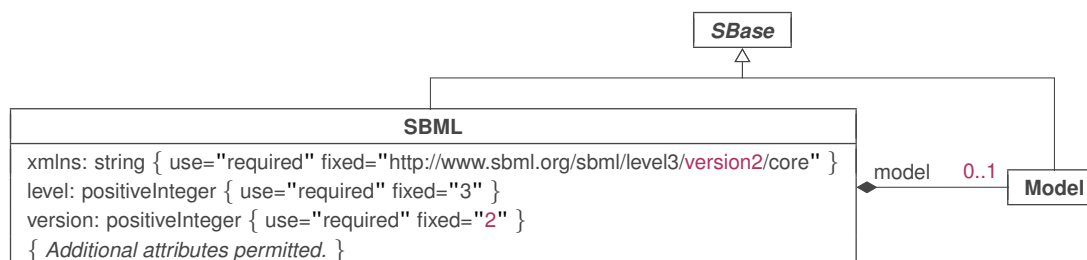 SBase
SBML
xmlns: string { use="required" fixed="http://www.sbml.org/sbml/level3/version2/core" }
level: positiveInteger { use="required" fixed="3" }
version: positiveInteger { use="required" fixed="2" }
{ Additional attributes permitted. }
model 0..1
Model